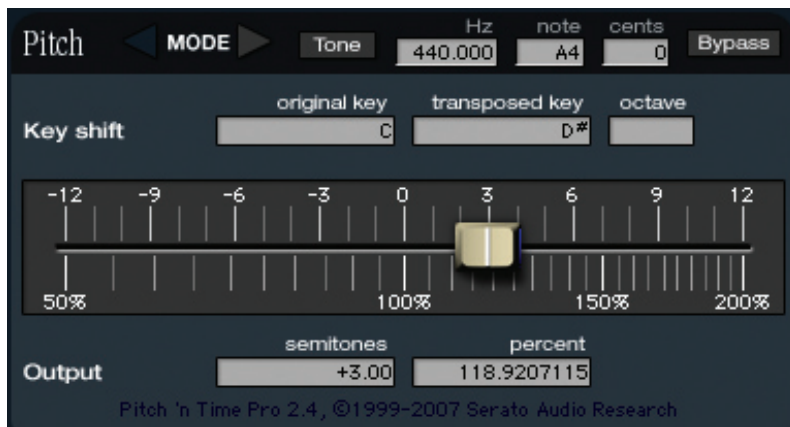 Hz note cents
Pitch MODE Tone 440.000 A4 0 Bypass
original key transposed key octave
Key shift C D#
-12 -9 -6 -3 0 3 6 9 12
50% 100% 150% 200%
semitones percent
Output +3.00 118.9207115
Pitch 'n Time Pro 2.4, ©1999-2007 Serato Audio Research